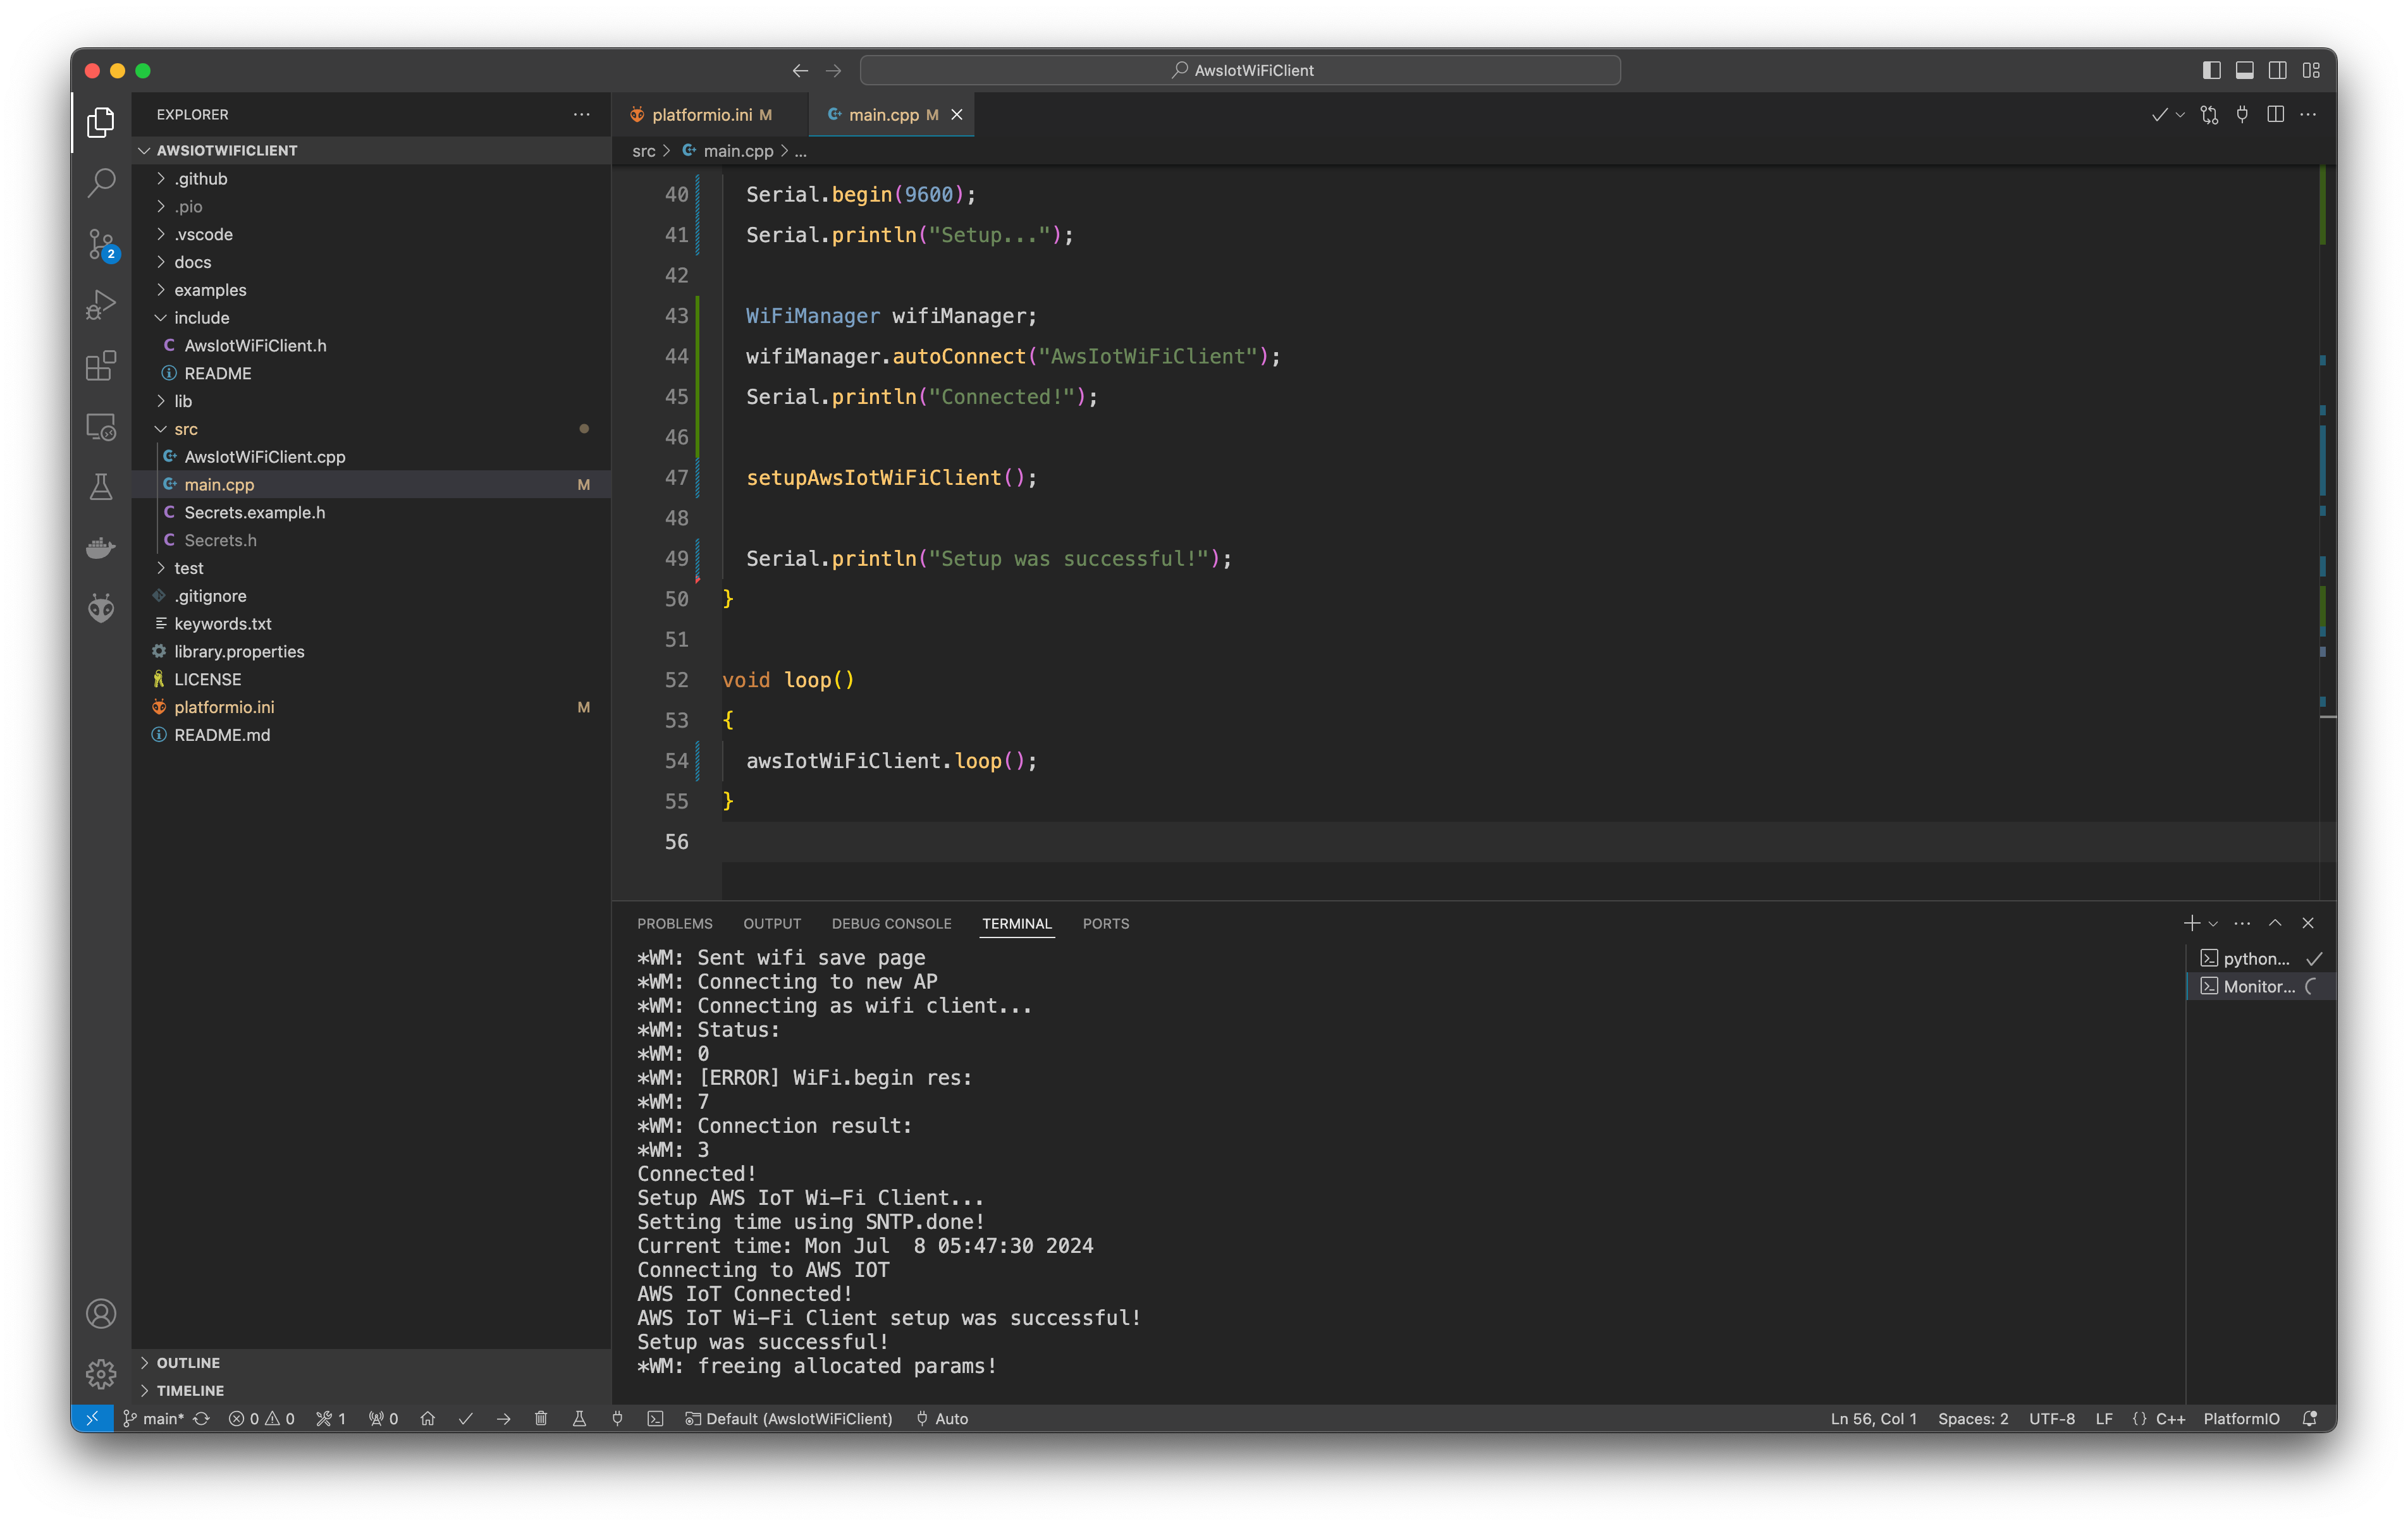 AwsIotWiFiClient
EXPLORER
platformio.ini M
main.cpp M
AWSIOTWIFICLIENT
src > main.cpp > ...
.github
.pio
.vscode
docs
examples
include
AwsIotWiFiClient.h
README
lib
src
AwsIotWiFiClient.cpp
main.cpp M
Secrets.example.h
Secrets.h
test
.gitignore
keywords.txt
library.properties
LICENSE
platformio.ini M
README.md
OUTLINE
TIMELINE
2
40 Serial.begin(9600);
41 Serial.println("Setup...");
42
43 WiFiManager wifiManager;
44 wifiManager.autoConnect("AwsIotWiFiClient");
45 Serial.println("Connected!");
46
47 setupAwsIotWiFiClient();
48
49 Serial.println("Setup was successful!");
50 }
51
52 void loop()
53 {
54 awsIotWiFiClient.loop();
55 }
56
PROBLEMS OUTPUT DEBUG CONSOLE TERMINAL PORTS
*WM: Sent wifi save page
*WM: Connecting to new AP
*WM: Connecting as wifi client...
*WM: Status:
*WM: 0
*WM: [ERROR] WiFi.begin res:
*WM: 7
*WM: Connection result:
*WM: 3
Connected!
Setup AWS IoT Wi-Fi Client...
Setting time using SNTP.done!
Current time: Mon Jul  8 05:47:30 2024
Connecting to AWS IOT
AWS IoT Connected!
AWS IoT Wi-Fi Client setup was successful!
Setup was successful!
*WM: freeing allocated params!
python...
Monitor...
main* 0 0 1 0 Default (AwsIotWiFiClient) Auto Ln 56, Col 1 Spaces: 2 UTF-8 LF {} C++ PlatformIO